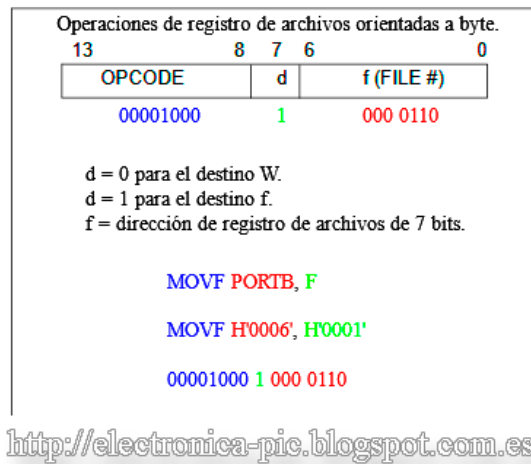 Operaciones de registro de archivos orientadas a byte.
13 8 7 6 0
OPCODE d f (FILE #)
00001000 1 000 0110
d = 0 para el destino W.
d = 1 para el destino f.
f = dirección de registro de archivos de 7 bits.
MOVF PORTB, F
MOVF H'0006', H'0001'
00001000 1 000 0110
http://electronica-pic.blogspot.com.es